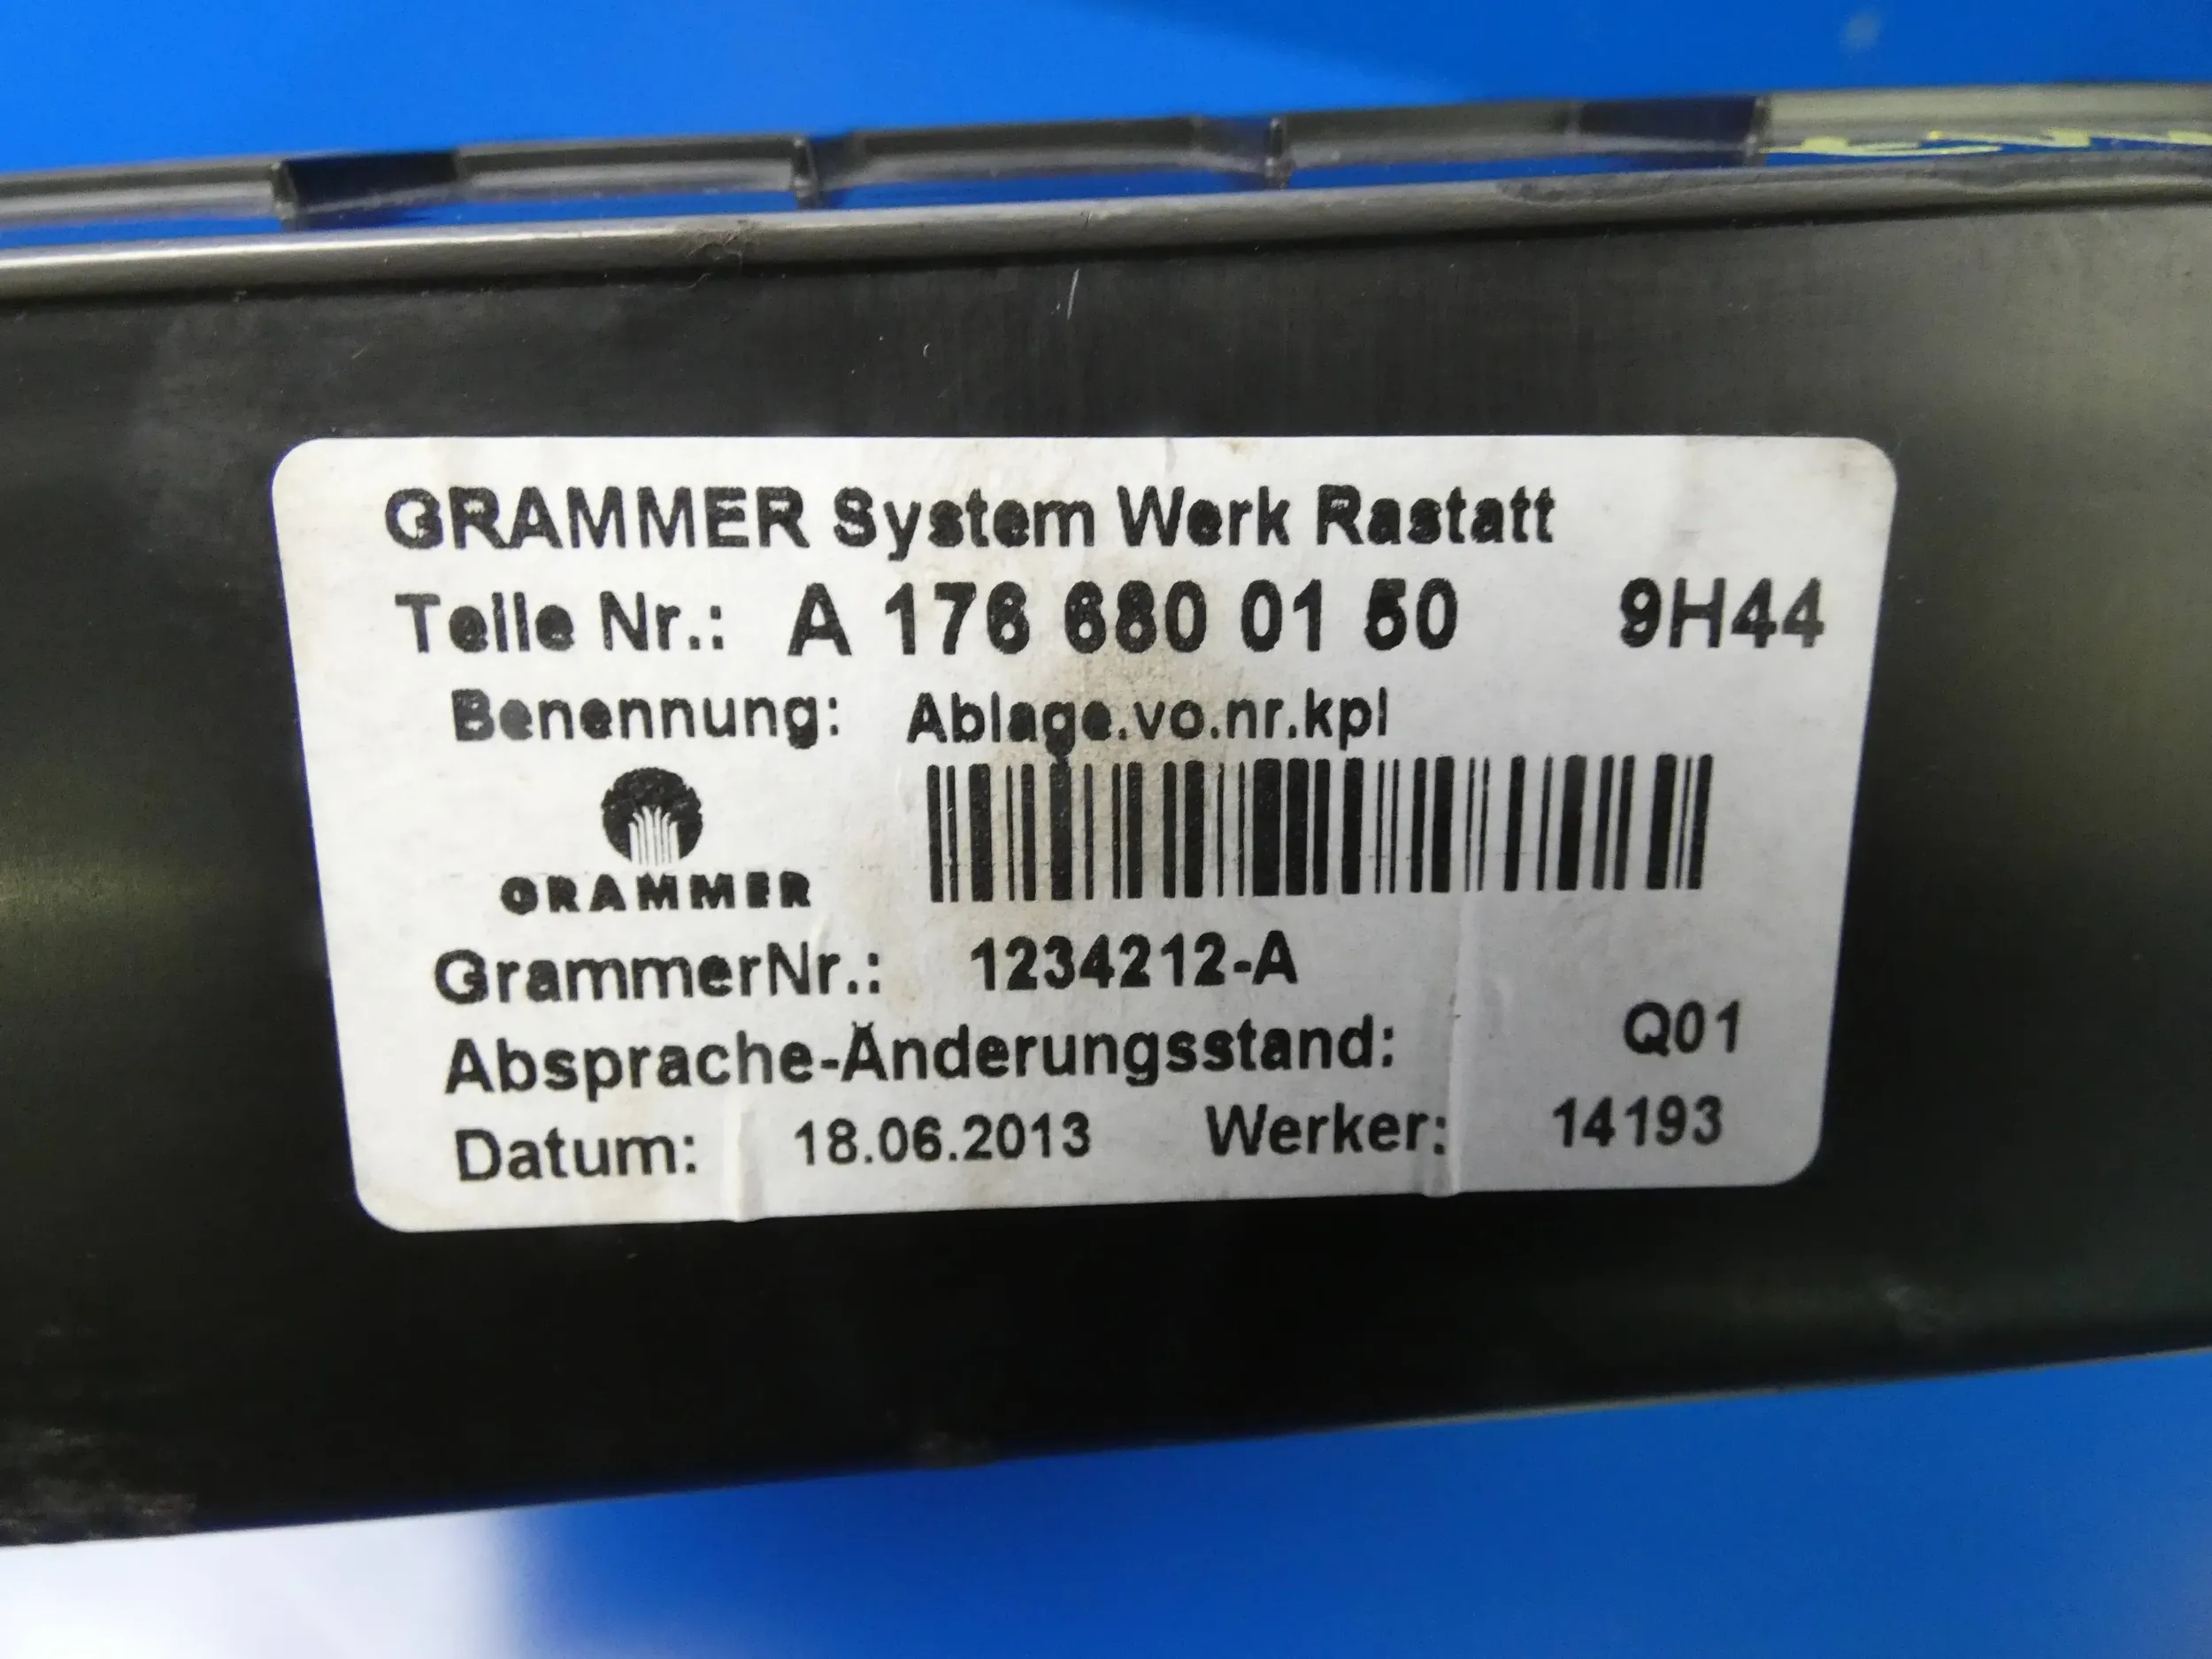 GRAMMER System Werk Rastatt
Teile Nr.: A 176 680 01 50 9H44
Benennung: Ablage.vo.nr.kpl
GRAMMER
GrammerNr.: 1234212-A
Absprache-Änderungsstand: Q01
Datum: 18.06.2013 Werker: 14193